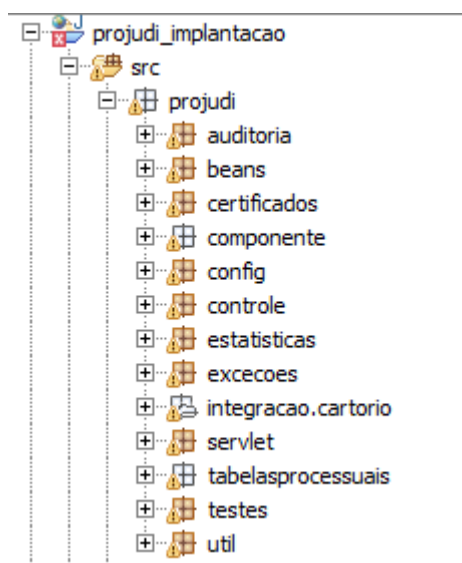 projudi_implantacao
src
projudi
auditoria
beans
certificados
componente
config
controle
estatisticas
excecoes
integracao.cartorio
servlet
tabelasprocessuais
testes
util